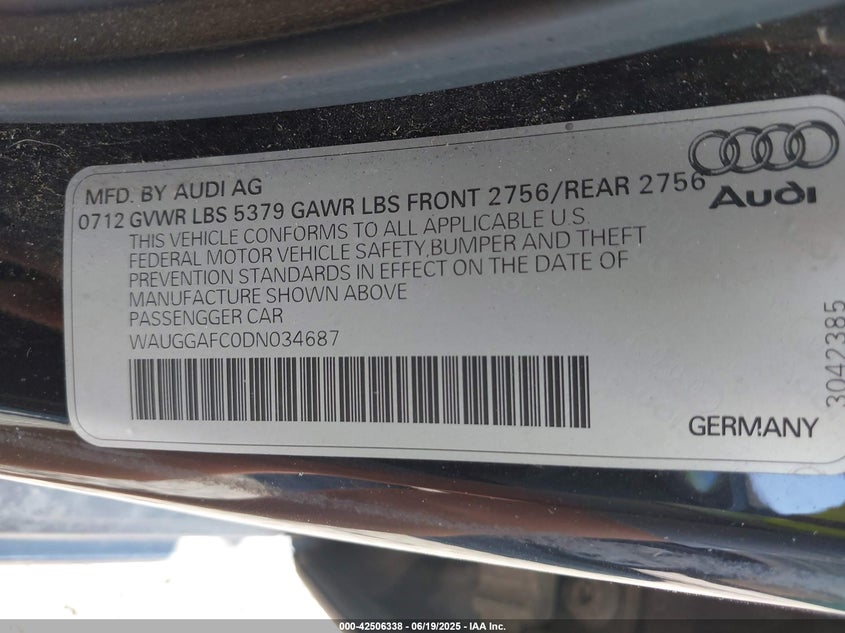 MFD. BY AUDI AG
0712 GVWR LBS 5379 GAWR LBS FRONT 2756/REAR 2756
THIS VEHICLE CONFORMS TO ALL APPLICABLE U.S.
FEDERAL MOTOR VEHICLE SAFETY,BUMPER AND THEFT
PREVENTION STANDARDS IN EFFECT ON THE DATE OF
MANUFACTURE SHOWN ABOVE
PASSENGGER CAR
WAUGGAFC0DN034687
Audi
3042385
GERMANY
000-42506338 - 06/19/2025 - IAA Inc.